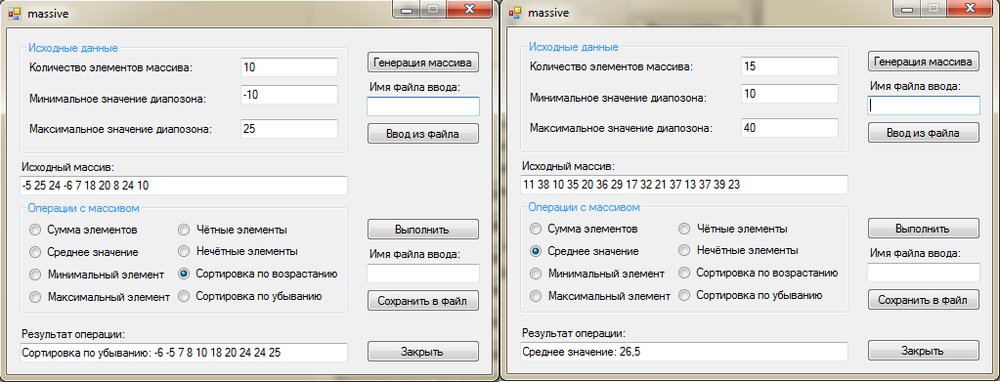 massive
Исходные данные
Количество элементов массива: 10
Минимальное значение диапозона: -10
Максимальное значение диапозона: 25
Генерация массива
Имя файла ввода:
Ввод из файла
Исходный массив:
-5 25 24 -6 7 18 20 8 24 10
Операции с массивом
Сумма элементов
Среднее значение
Минимальный элемент
Максимальный элемент
Чётные элементы
Нечётные элементы
Сортировка по возрастанию
Сортировка по убыванию
Выполнить
Имя файла ввода:
Сохранить в файл
Результат операции:
Сортировка по убыванию: -6 -5 7 8 10 18 20 24 24 25
Закрыть
massive
Исходные данные
Количество элементов массива: 15
Минимальное значение диапозона: 10
Максимальное значение диапозона: 40
Генерация массива
Имя файла ввода:
Ввод из файла
Исходный массив:
11 38 10 35 20 36 29 17 32 21 37 13 37 39 23
Операции с массивом
Сумма элементов
Среднее значение
Минимальный элемент
Максимальный элемент
Чётные элементы
Нечётные элементы
Сортировка по возрастанию
Сортировка по убыванию
Выполнить
Имя файла ввода:
Сохранить в файл
Результат операции:
Среднее значение: 26,5
Закрыть